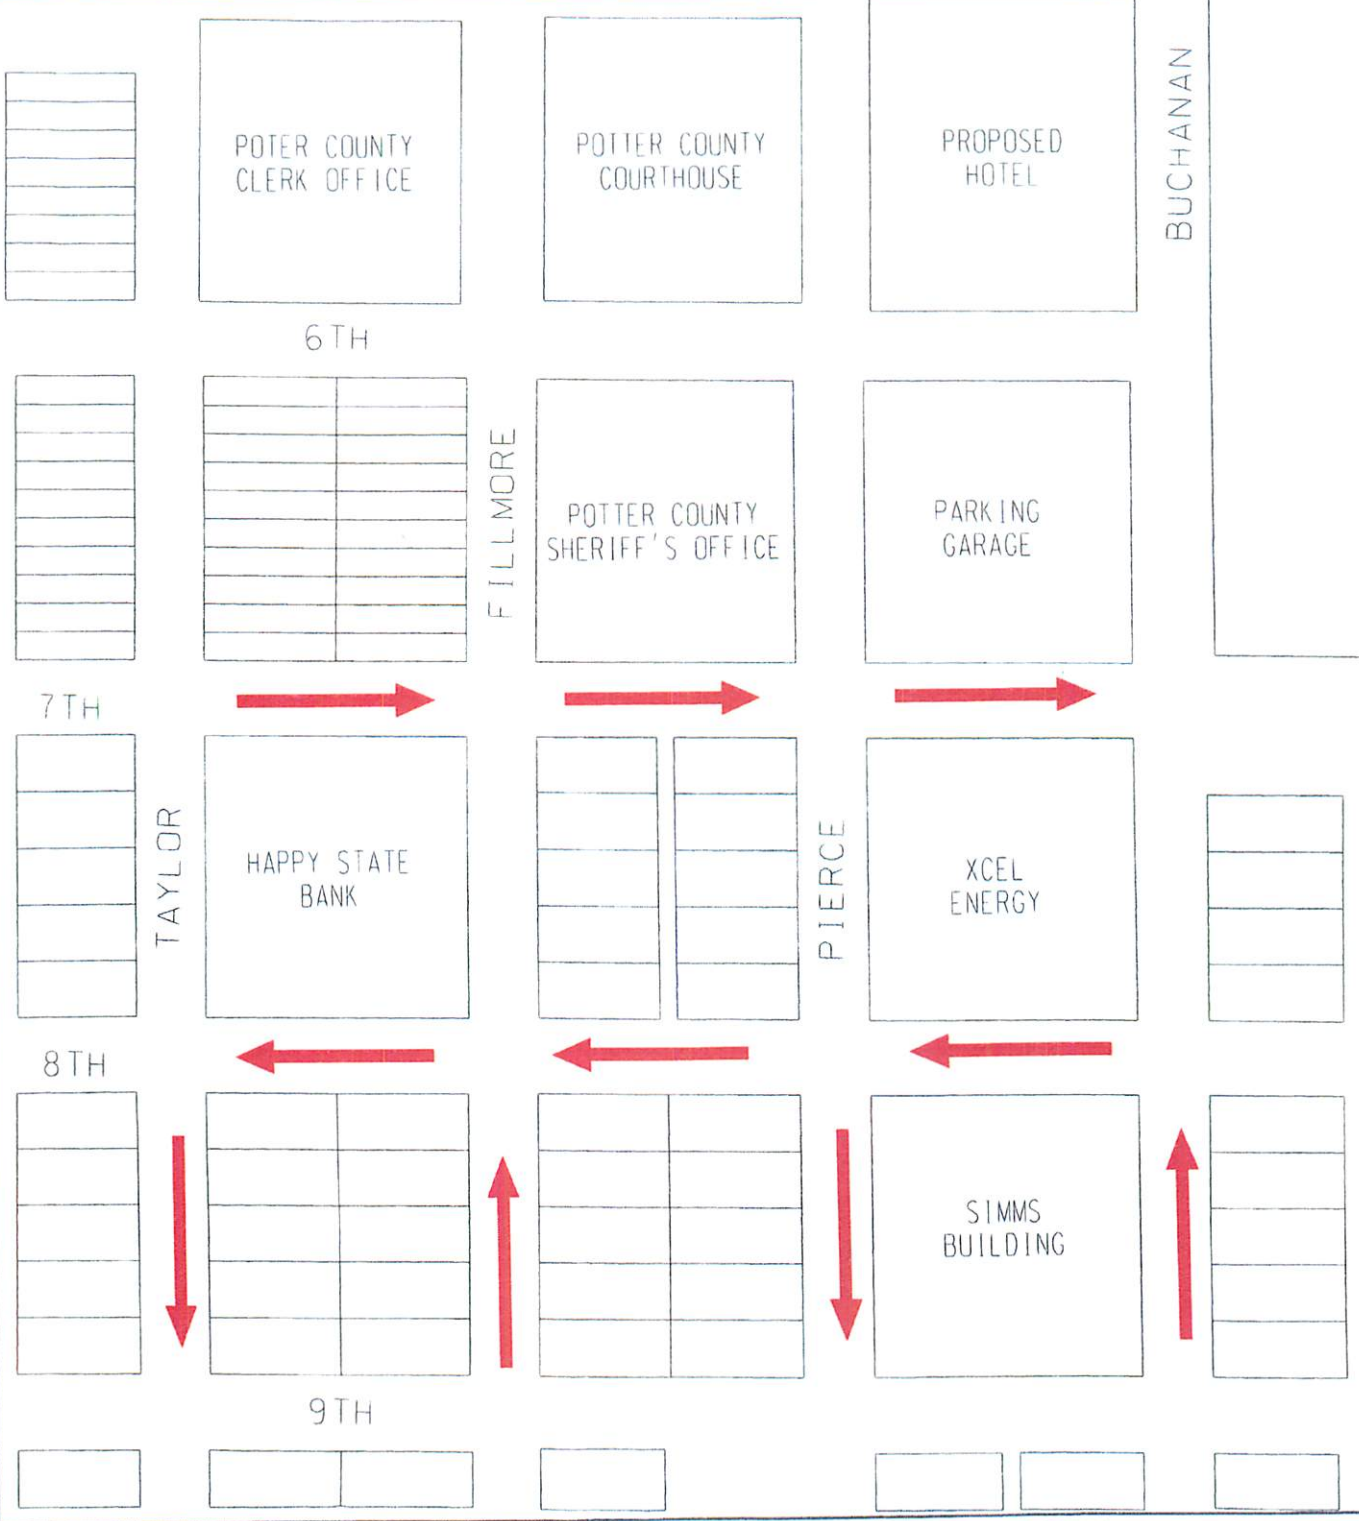 POTER COUNTY
CLERK OFFICE
POTTER COUNTY
COURTHOUSE
PROPOSED
HOTEL
BUCHANAN
6TH
FILLMORE
POTTER COUNTY
SHERIFF'S OFFICE
PARKING
GARAGE
7TH
TAYLOR
HAPPY STATE
BANK
PIERCE
XCEL
ENERGY
8TH
SIMMS
BUILDING
9TH